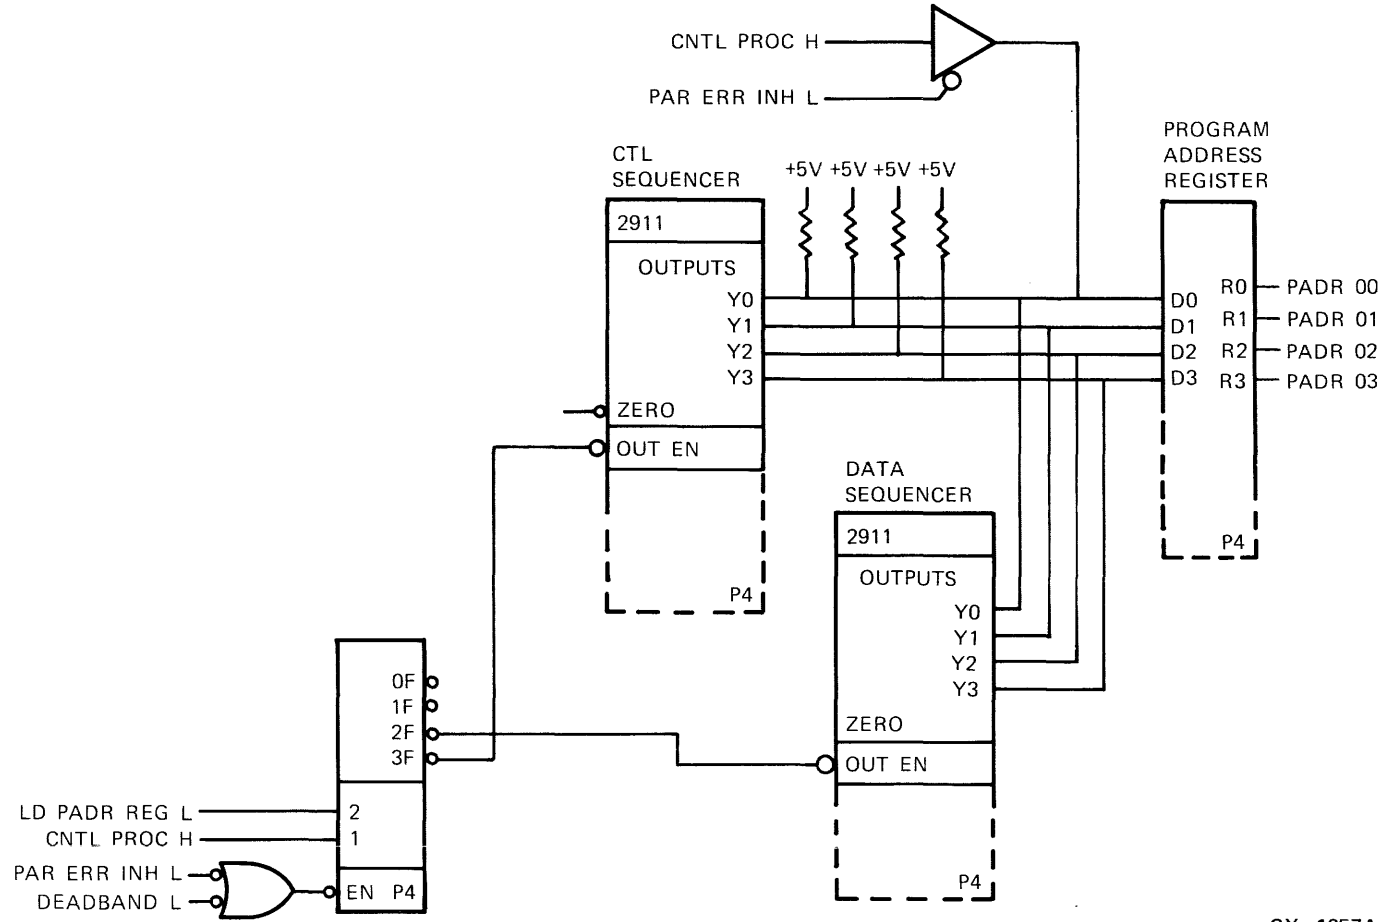 CNTL PROC H
PAR ERR INH L
PROGRAM
ADDRESS
REGISTER
CTL
SEQUENCER
+5V +5V +5V +5V
2911
OUTPUTS
Y0
Y1
Y2
Y3
ZERO
OUT EN
P4
D0
D1
D2
D3
R0
R1
R2
R3
PADR 00
PADR 01
PADR 02
PADR 03
P4
DATA
SEQUENCER
2911
OUTPUTS
Y0
Y1
Y2
Y3
ZERO
OUT EN
P4
0F
1F
2F
3F
LD PADR REG L
2
CNTL PROC H
1
PAR ERR INH L
DEADBAND L
EN P4